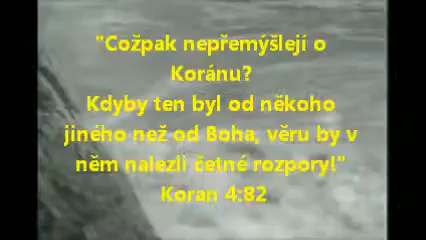 "Cožpak nepřemýšlejí o
Koránu?
Kdyby ten byl od někoho
jiného než od Boha, věru by v
něm nalezli četné rozpory!"
Koran 4:82